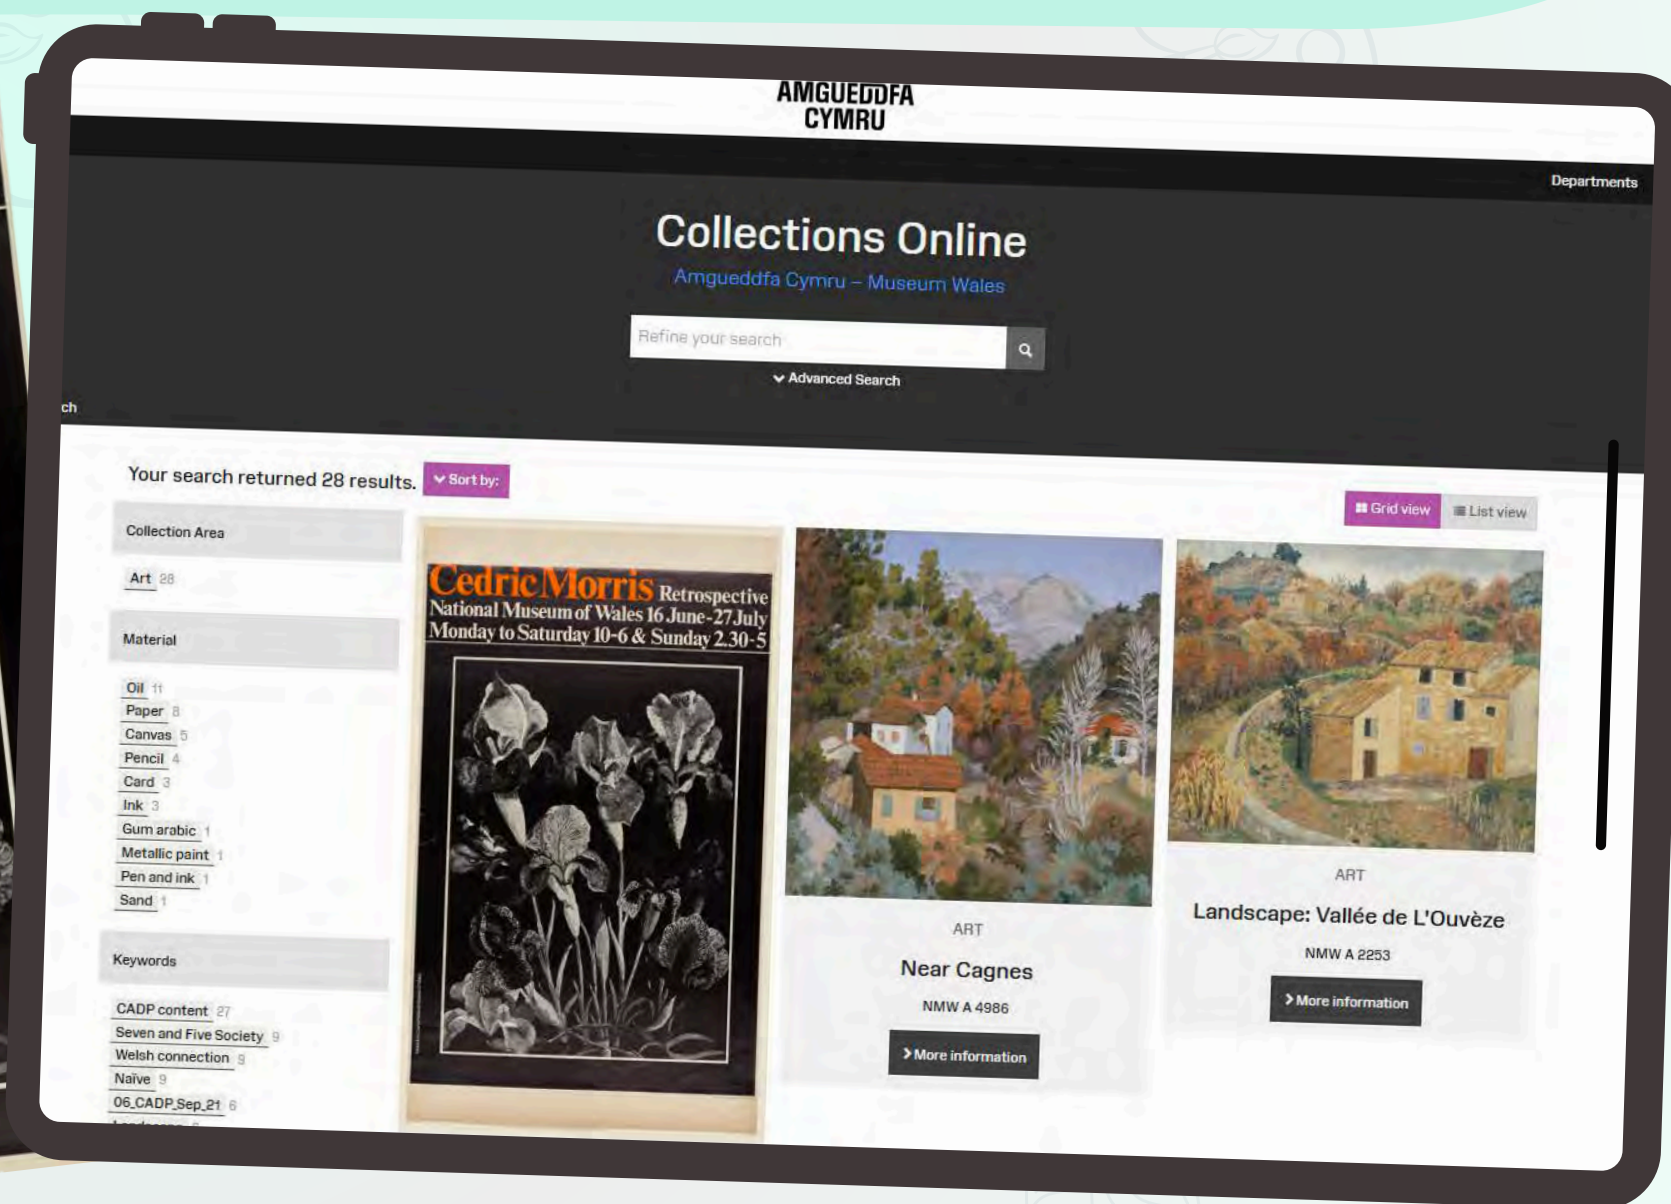 AMGUEDDFA
CYMRU
Departments
Collections Online
Amgueddfa Cymru – Museum Wales
Refine your search
Advanced Search
ch
Your search returned 28 results.
Sort by:
Grid view
List view
Collection Area
Art 28
Material
Oil 11
Paper 8
Canvas 5
Pencil 4
Card 3
Ink 3
Gum arabic 1
Metallic paint 1
Pen and ink 1
Sand 1
Keywords
CADP content 27
Seven and Five Society 9
Welsh connection 9
Naïve 9
06_CADP_Sep_21 6
Cedric Morris Retrospective
National Museum of Wales 16 June-27 July
Monday to Saturday 10-6 & Sunday 2.30-5
ART
Near Cagnes
NMW A 4986
More information
ART
Landscape: Vallée de L'Ouvèze
NMW A 2253
More information